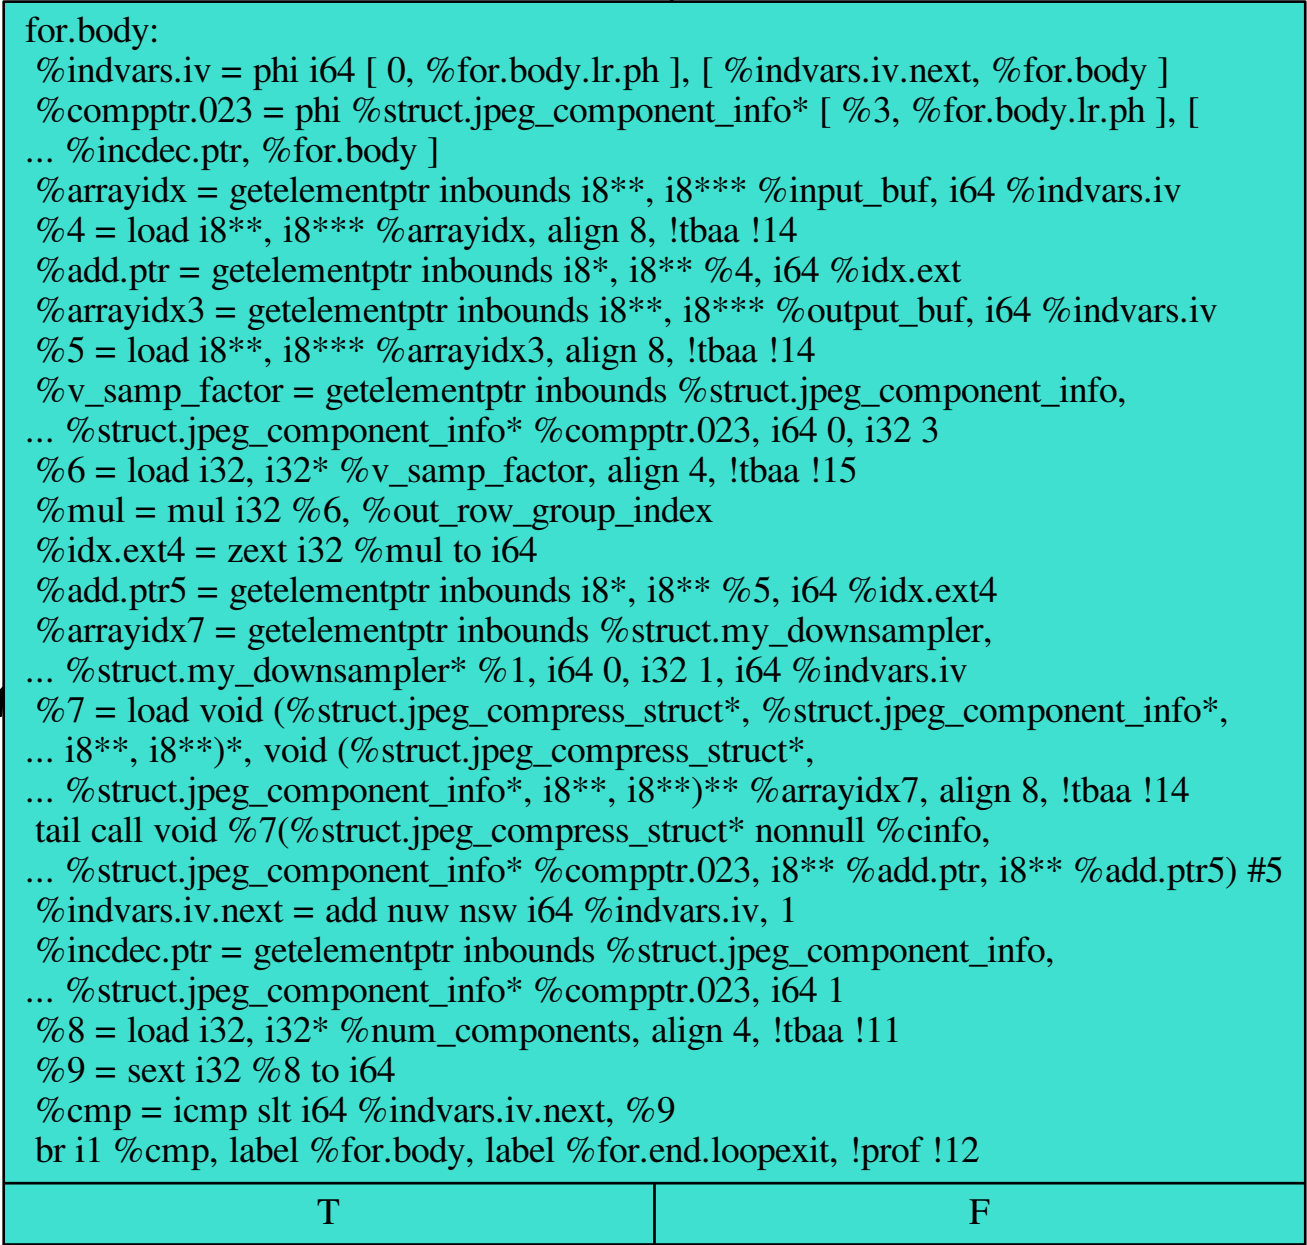 for.body:
%indvars.iv = phi i64 [ 0, %for.body.lr.ph ], [ %indvars.iv.next, %for.body ]
%compptr.023 = phi %struct.jpeg_component_info* [ %3, %for.body.lr.ph ], [
... %incdec.ptr, %for.body ]
%arrayidx = getelementptr inbounds i8**, i8*** %input_buf, i64 %indvars.iv
%4 = load i8**, i8*** %arrayidx, align 8, !tbaa !14
%add.ptr = getelementptr inbounds i8*, i8** %4, i64 %idx.ext
%arrayidx3 = getelementptr inbounds i8**, i8*** %output_buf, i64 %indvars.iv
%5 = load i8**, i8*** %arrayidx3, align 8, !tbaa !14
%v_samp_factor = getelementptr inbounds %struct.jpeg_component_info,
... %struct.jpeg_component_info* %compptr.023, i64 0, i32 3
%6 = load i32, i32* %v_samp_factor, align 4, !tbaa !15
%mul = mul i32 %6, %out_row_group_index
%idx.ext4 = zext i32 %mul to i64
%add.ptr5 = getelementptr inbounds i8*, i8** %5, i64 %idx.ext4
%arrayidx7 = getelementptr inbounds %struct.my_downsampler,
... %struct.my_downsampler* %1, i64 0, i32 1, i64 %indvars.iv
%7 = load void (%struct.jpeg_compress_struct*, %struct.jpeg_component_info*,
... i8**, i8**)*, void (%struct.jpeg_compress_struct*,
... %struct.jpeg_component_info*, i8**, i8**)** %arrayidx7, align 8, !tbaa !14
tail call void %7(%struct.jpeg_compress_struct* nonnull %cinfo,
... %struct.jpeg_component_info* %compptr.023, i8** %add.ptr, i8** %add.ptr5) #5
%indvars.iv.next = add nuw nsw i64 %indvars.iv, 1
%incdec.ptr = getelementptr inbounds %struct.jpeg_component_info,
... %struct.jpeg_component_info* %compptr.023, i64 1
%8 = load i32, i32* %num_components, align 4, !tbaa !11
%9 = sext i32 %8 to i64
%cmp = icmp slt i64 %indvars.iv.next, %9
br i1 %cmp, label %for.body, label %for.end.loopexit, !prof !12
T F